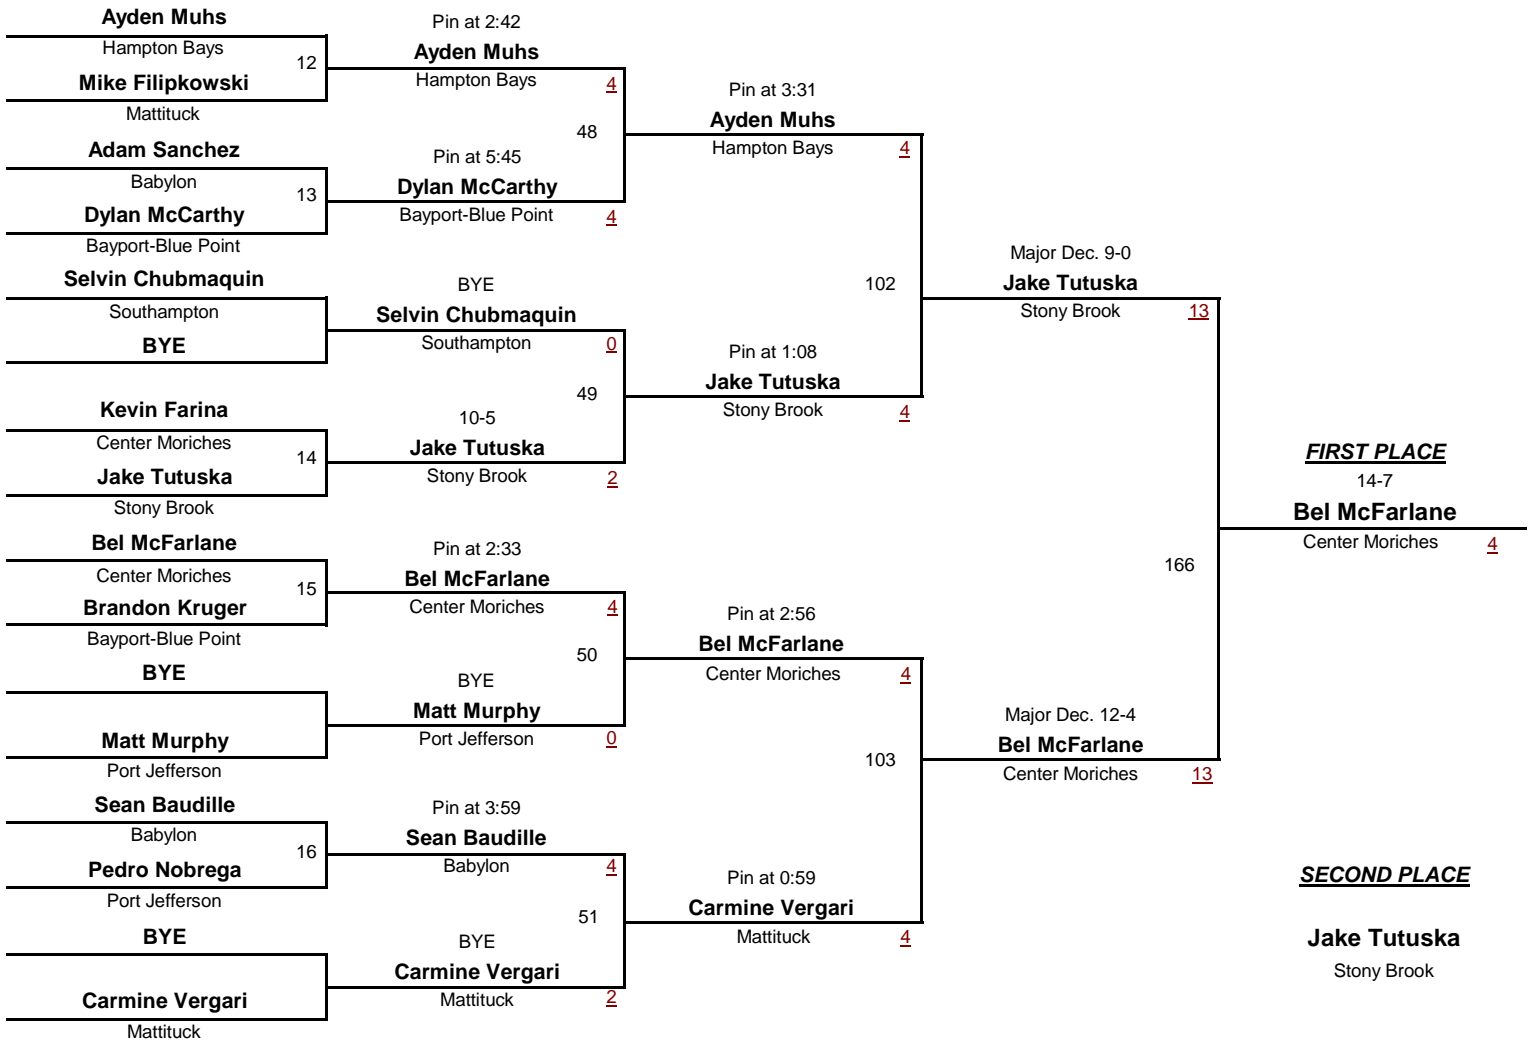 Ayden Muhs
Hampton Bays
12
Mike Filipkowski
Mattituck
Adam Sanchez
Babylon
13
Dylan McCarthy
Bayport-Blue Point
Selvin Chubmaquin
Southampton
BYE
Kevin Farina
Center Moriches
14
Jake Tutuska
Stony Brook
Bel McFarlane
Center Moriches
15
Brandon Kruger
Bayport-Blue Point
BYE
Matt Murphy
Port Jefferson
Sean Baudille
Babylon
16
Pedro Nobrega
Port Jefferson
BYE
Carmine Vergari
Mattituck
Pin at 2:42
Ayden Muhs
Hampton Bays 4
48
Pin at 5:45
Dylan McCarthy
Bayport-Blue Point 4
BYE
Selvin Chubmaquin
Southampton 0
49
10-5
Jake Tutuska
Stony Brook 2
Pin at 2:33
Bel McFarlane
Center Moriches 4
50
BYE
Matt Murphy
Port Jefferson 0
Pin at 3:59
Sean Baudille
Babylon 4
51
BYE
Carmine Vergari
Mattituck 2
Pin at 3:31
Ayden Muhs
Hampton Bays 4
102
Pin at 1:08
Jake Tutuska
Stony Brook 4
Pin at 2:56
Bel McFarlane
Center Moriches 4
103
Pin at 0:59
Carmine Vergari
Mattituck 4
Major Dec. 9-0
Jake Tutuska
Stony Brook 13
166
Major Dec. 12-4
Bel McFarlane
Center Moriches 13
FIRST PLACE
14-7
Bel McFarlane
Center Moriches 4
SECOND PLACE
Jake Tutuska
Stony Brook